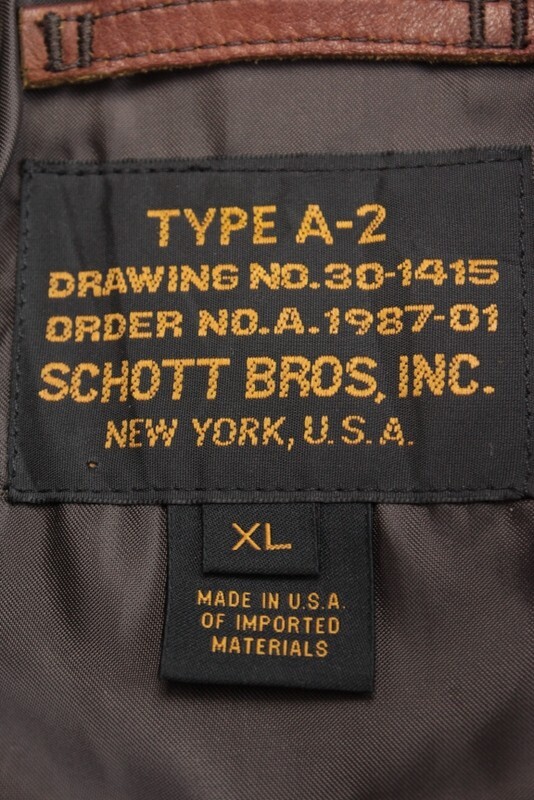 TYPE A-2
DRAWING NO.30-1415
ORDER NO.A.1987-01
SCHOTT BROS, INC.
NEW YORK, U.S.A.
XL
MADE IN U.S.A.
OF IMPORTED
MATERIALS